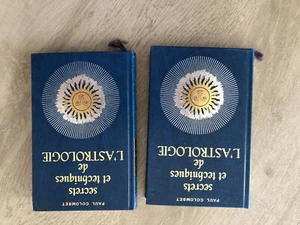 PAUL COLOMBET
secrets
et techniques
de
L'ASTROLOGIE
PAUL COLOMBET
secrets
et techniques
de
L'ASTROLOGIE